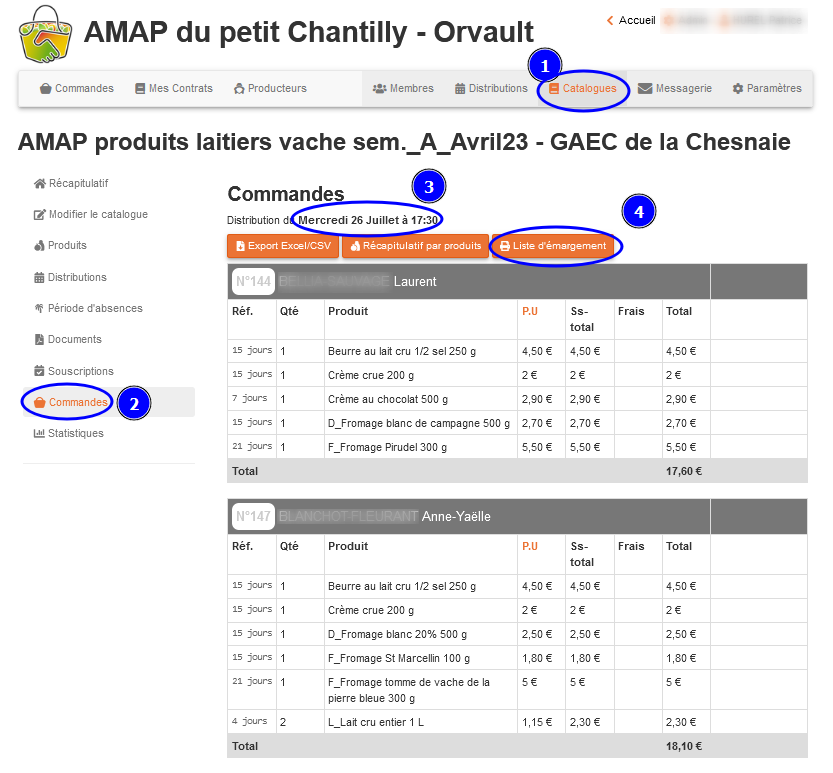 AMAP du petit Chantilly - Orvault
Accueil
1
Commandes Mes Contrats Producteurs Membres Distributions Catalogues Messagerie Paramètres
AMAP produits laitiers vache sem._A_Avril23 - GAEC de la Chesnaie
Récapitulatif
Modifier le catalogue
Produits
Distributions
Période d'absences
Documents
Souscriptions
Commandes
2
Statistiques
Commandes
3
Distribution du Mercredi 26 Juillet à 17:30
4
Export Excel/CSV Récapitulatif par produits Liste d'émargement
N°144 Laurent
Réf. Qté Produit P.U Ss-total Frais Total
15 jours 1 Beurre au lait cru 1/2 sel 250 g 4,50 € 4,50 € 4,50 €
15 jours 1 Crème crue 200 g 2 € 2 € 2 €
7 jours 1 Crème au chocolat 500 g 2,90 € 2,90 € 2,90 €
15 jours 1 D_Fromage blanc de campagne 500 g 2,70 € 2,70 € 2,70 €
21 jours 1 F_Fromage Pirudel 300 g 5,50 € 5,50 € 5,50 €
Total 17,60 €
N°147 BLANCHOT-FLEURANT Anne-Yaëlle
Réf. Qté Produit P.U Ss-total Frais Total
15 jours 1 Beurre au lait cru 1/2 sel 250 g 4,50 € 4,50 € 4,50 €
15 jours 1 Crème crue 200 g 2 € 2 € 2 €
15 jours 1 D_Fromage blanc 20% 500 g 2,50 € 2,50 € 2,50 €
15 jours 1 F_Fromage St Marcellin 100 g 1,80 € 1,80 € 1,80 €
21 jours 1 F_Fromage tomme de vache de la pierre bleue 300 g 5 € 5 € 5 €
4 jours 2 L_Lait cru entier 1 L 1,15 € 2,30 € 2,30 €
Total 18,10 €